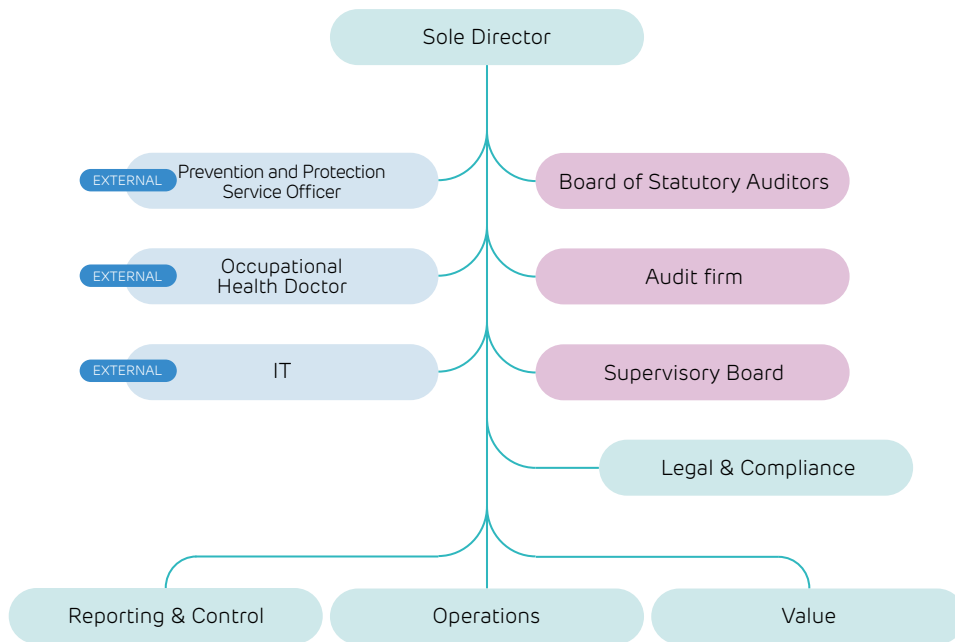 Sole Director
EXTERNAL
Prevention and Protection
Service Officer
Board of Statutory Auditors
EXTERNAL
Occupational
Health Doctor
Audit firm
EXTERNAL
IT
Supervisory Board
Legal & Compliance
Reporting & Control
Operations
Value